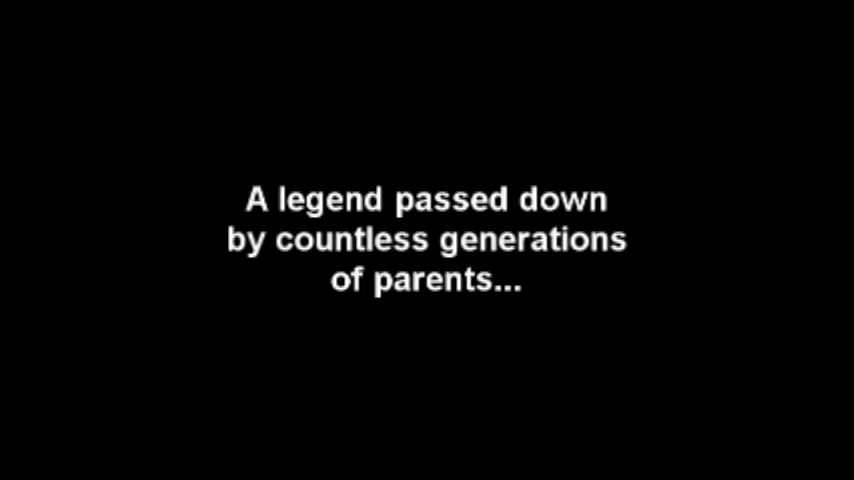 A legend passed down
by countless generations
of parents...